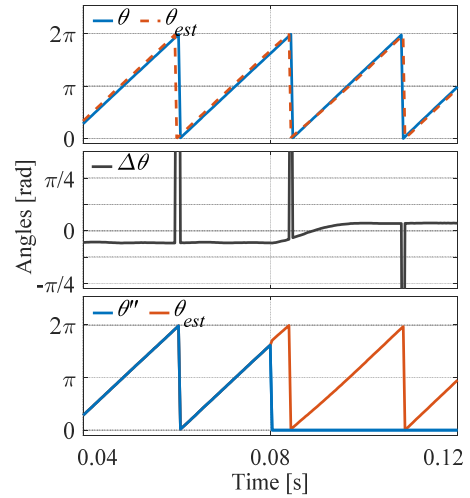 θ θest
2π
π
0
Δθ
π/4
0
-π/4
Angles [rad]
θ" θest
2π
π
0
0.04 0.08 0.12
Time [s]